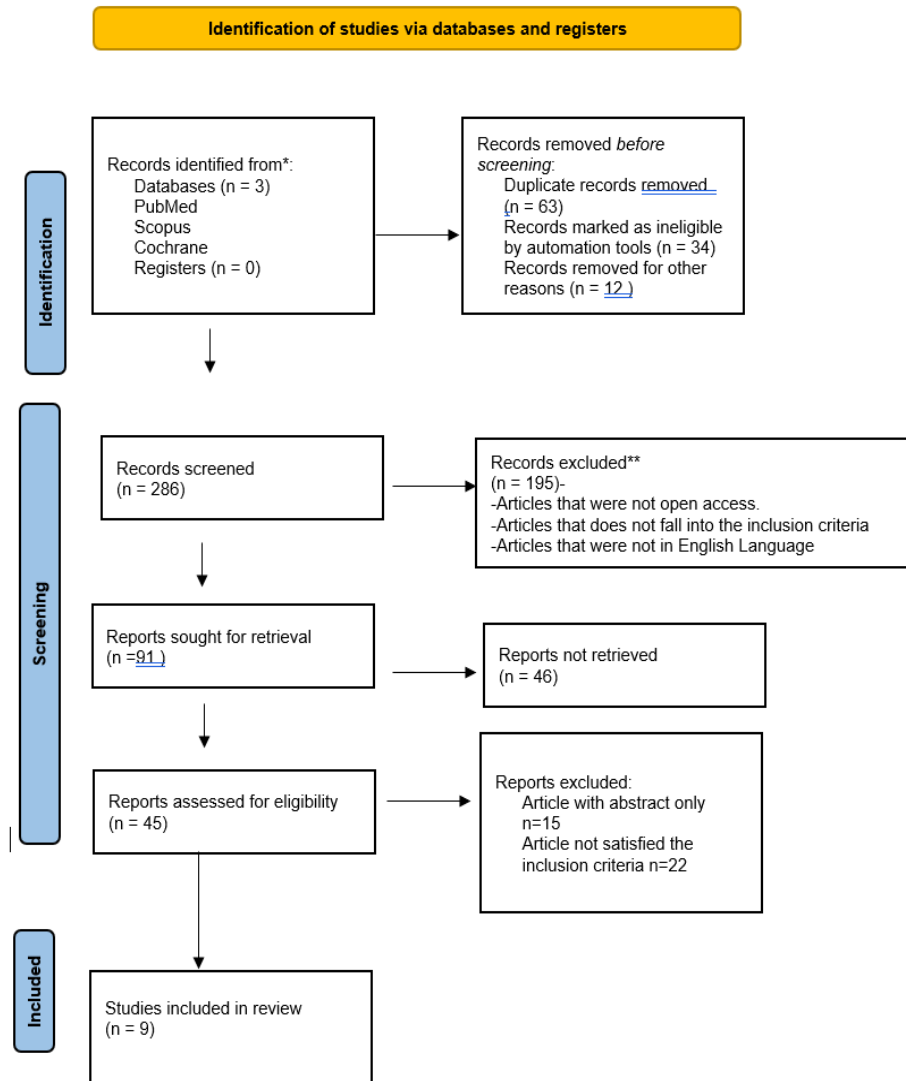 Identification of studies via databases and registers
Identification
Records identified from*:
Databases (n = 3)
PubMed
Scopus
Cochrane
Registers (n = 0)
Records removed before
screening:
Duplicate records removed
(n = 63)
Records marked as ineligible
by automation tools (n = 34)
Records removed for other
reasons (n = 12 )
Screening
Records screened
(n = 286)
Records excluded**
(n = 195)-
-Articles that were not open access.
-Articles that does not fall into the inclusion criteria
-Articles that were not in English Language
Reports sought for retrieval
(n =91 )
Reports not retrieved
(n = 46)
Reports assessed for eligibility
(n = 45)
Reports excluded:
Article with abstract only
n=15
Article not satisfied the
inclusion criteria n=22
Included
Studies included in review
(n = 9)